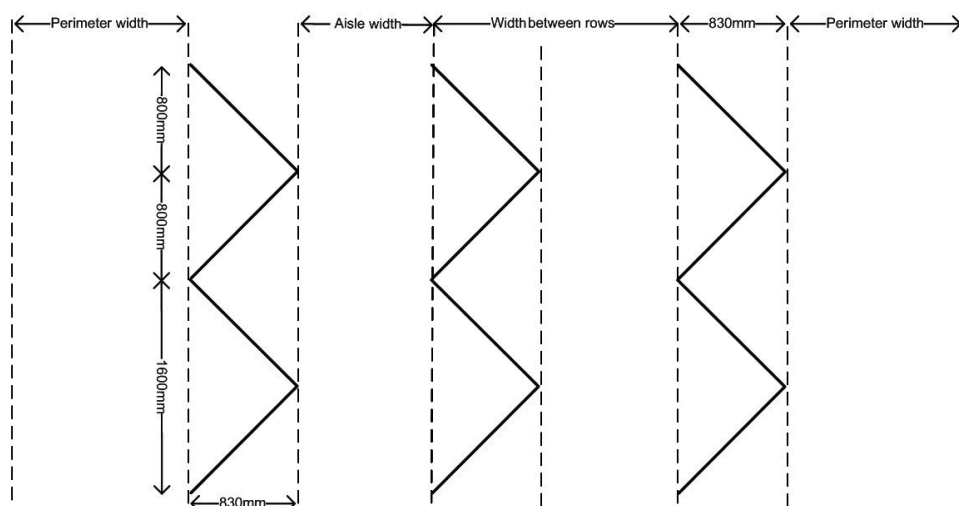 Perimeter width
Aisle width
Width between rows
830mm
Perimeter width
800mm
800mm
1600mm
830mm